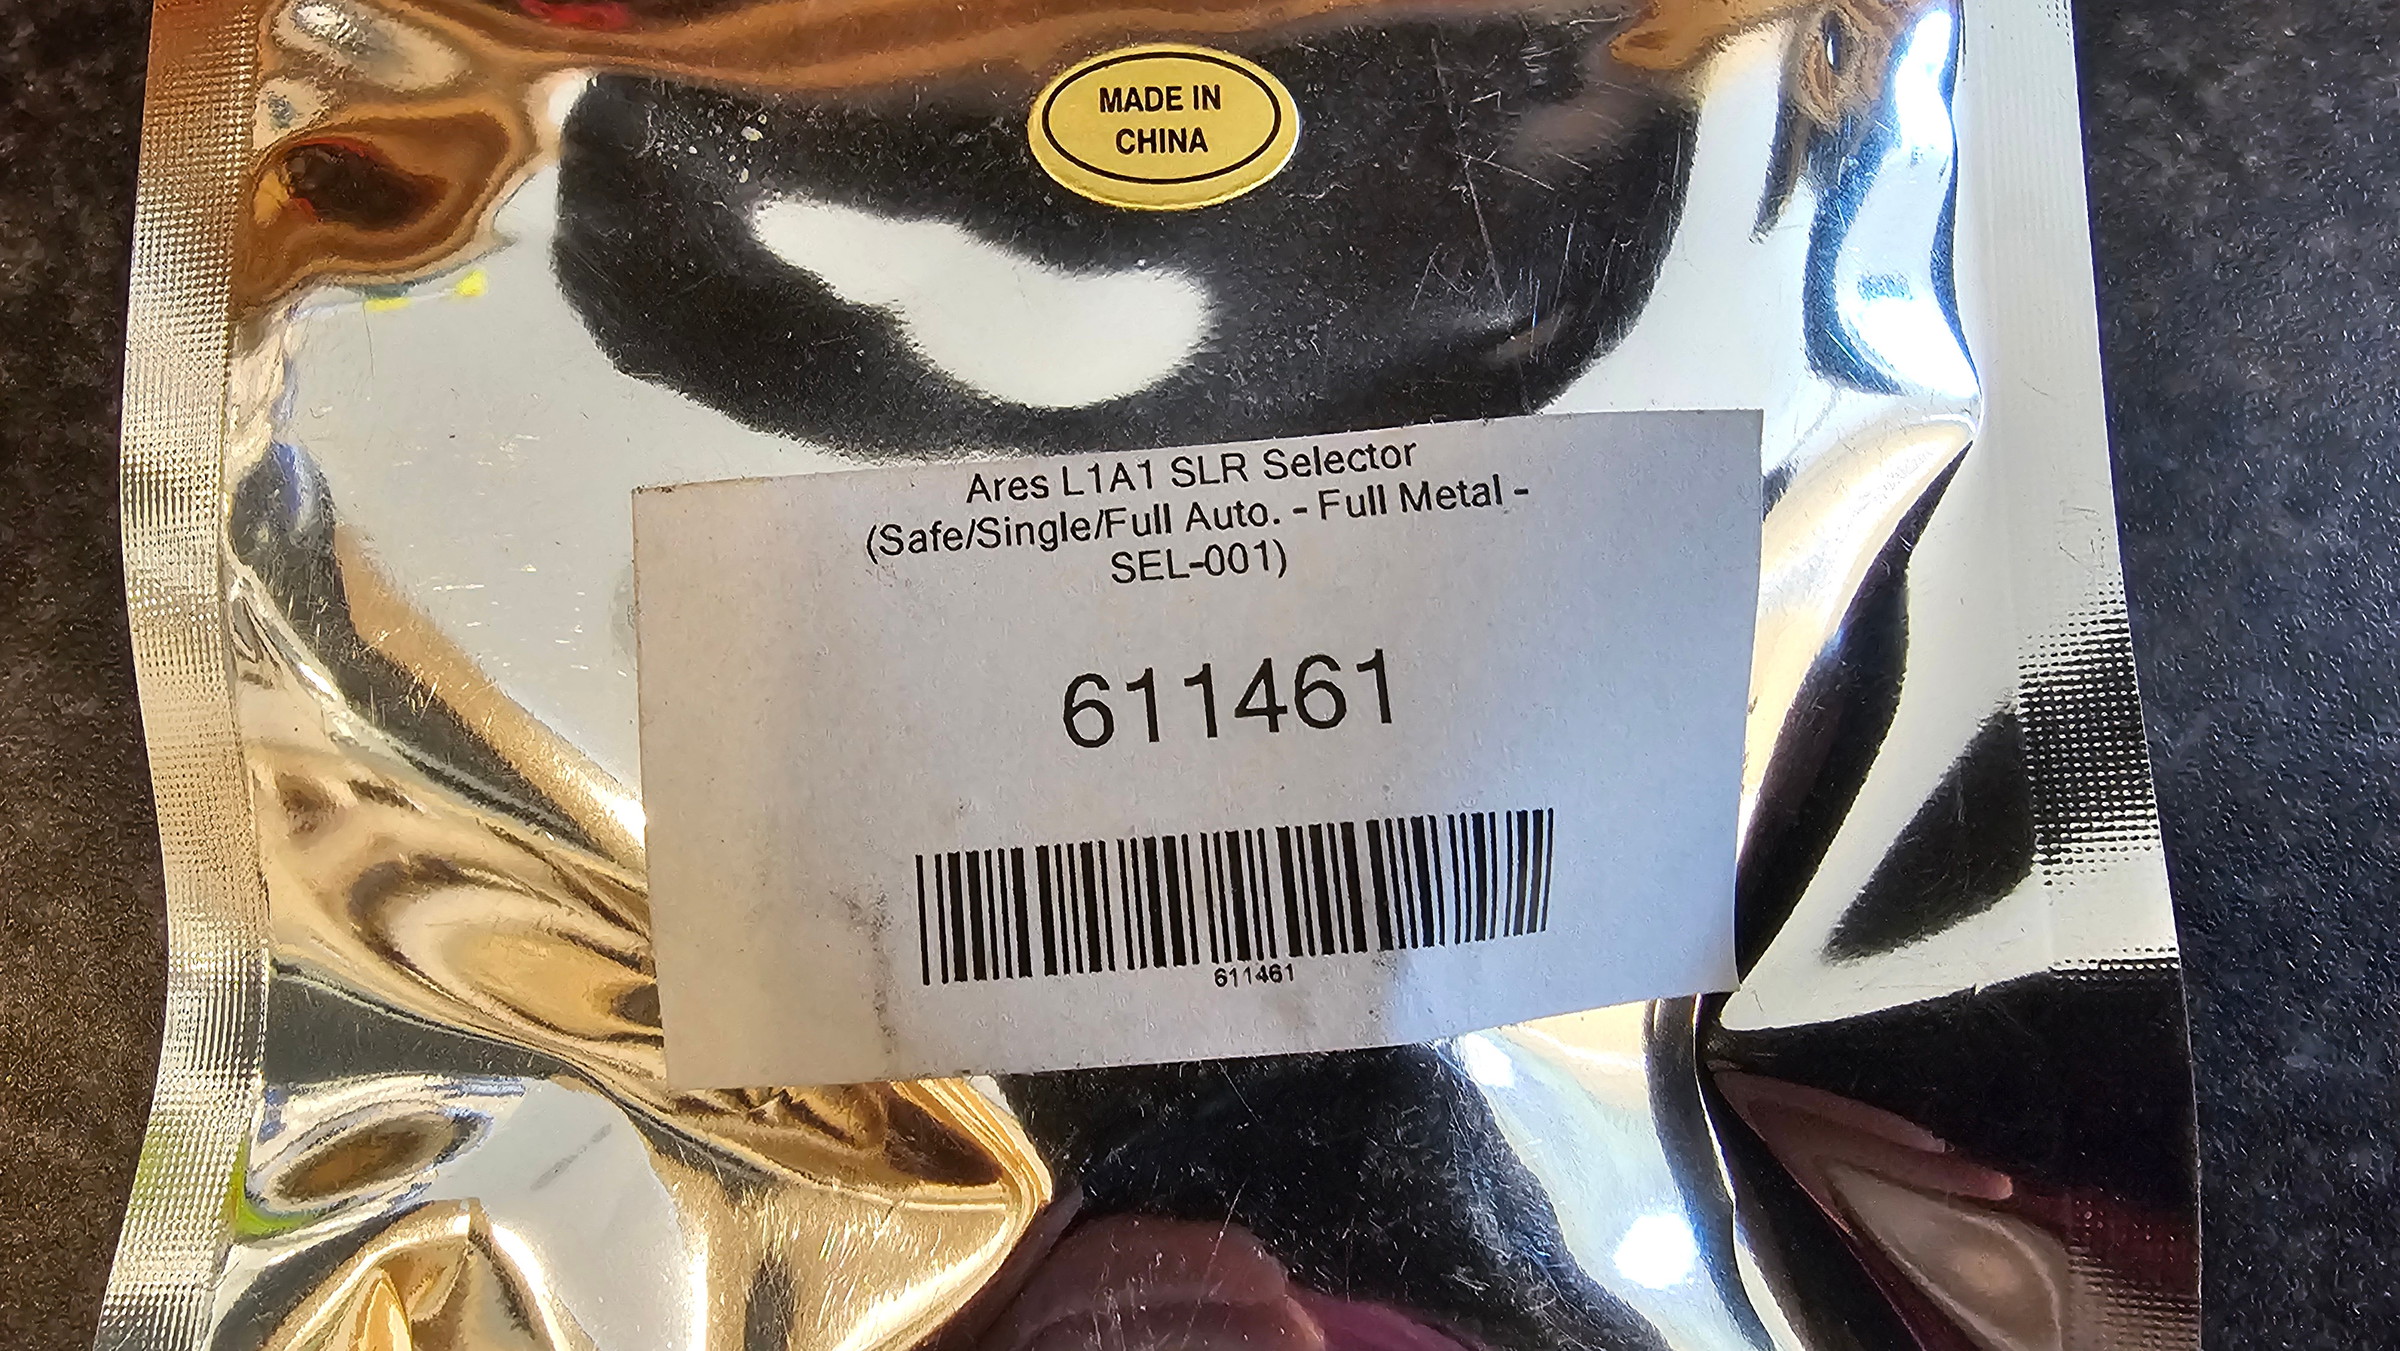 MADE IN
CHINA
Ares L1A1 SLR Selector
(Safe/Single/Full Auto. - Full Metal -
SEL-001)
611461
611461